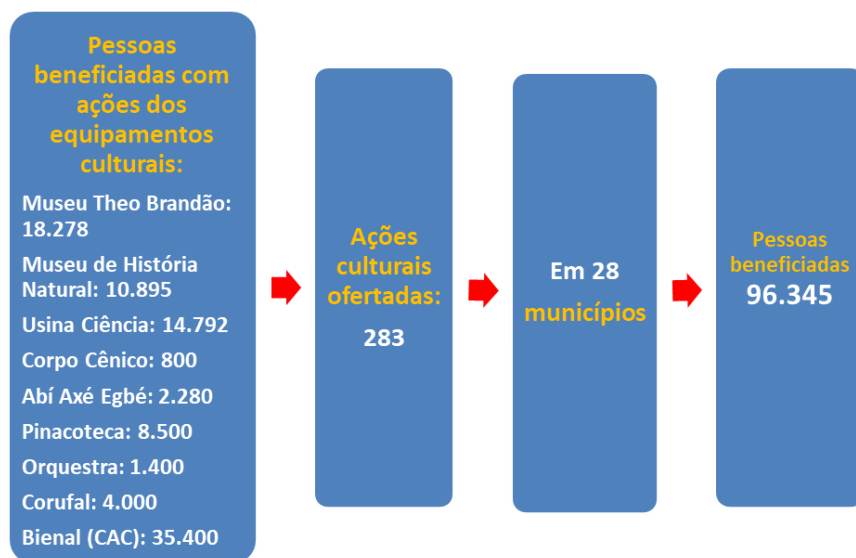 Pessoas
beneficiadas com
ações dos
equipamentos
culturais:
Museu Theo Brandão:
18.278
Museu de História
Natural: 10.895
Usina Ciência: 14.792
Corpo Cênico: 800
Abí Axé Egbé: 2.280
Pinacoteca: 8.500
Orquestra: 1.400
Corufal: 4.000
Bienal (CAC): 35.400
Ações
culturais
ofertadas:
283
Em 28
municípios
Pessoas
beneficiadas
96.345